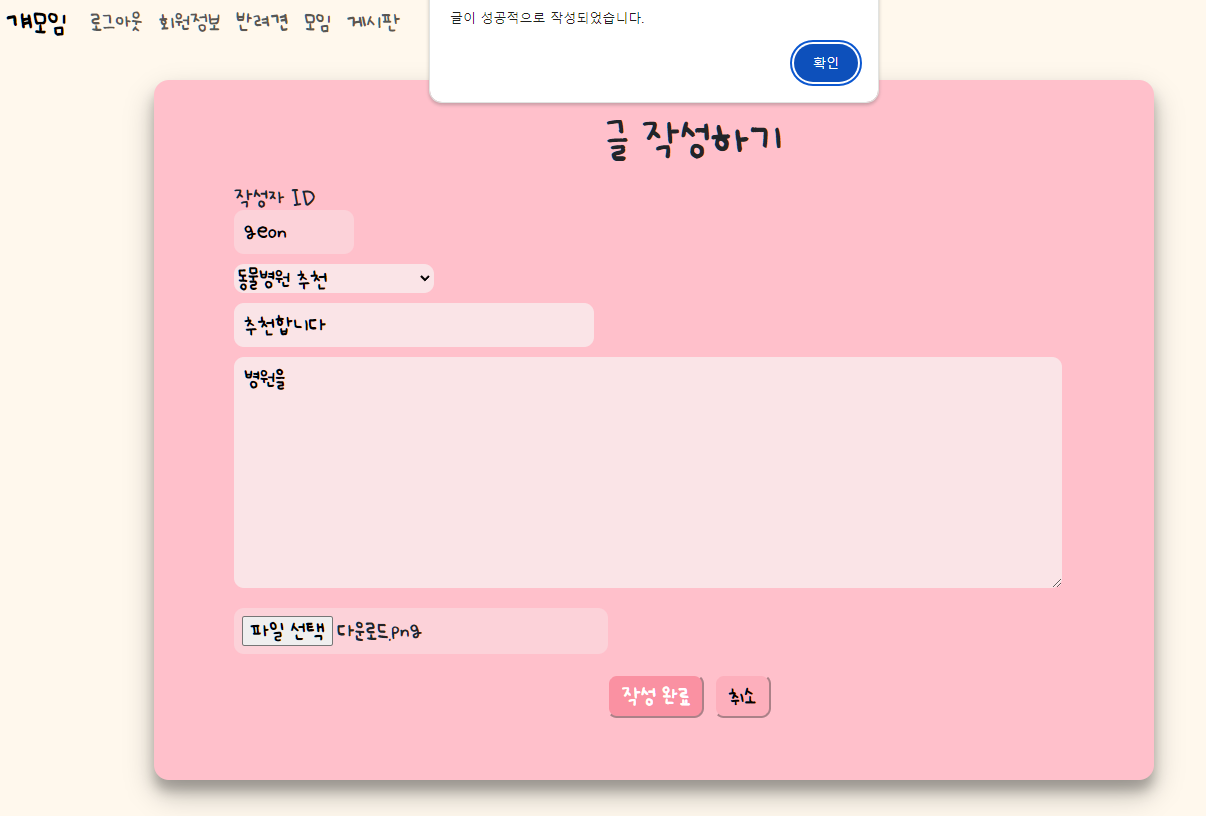 개모임 로그아웃 회원정보 반려견 모임 게시판
글이 성공적으로 작성되었습니다.
확인
글 작성하기
작성자 ID
geon
동물병원 추천
추천합니다
병원을
파일 선택 다운로드.png
작성 완료 취소